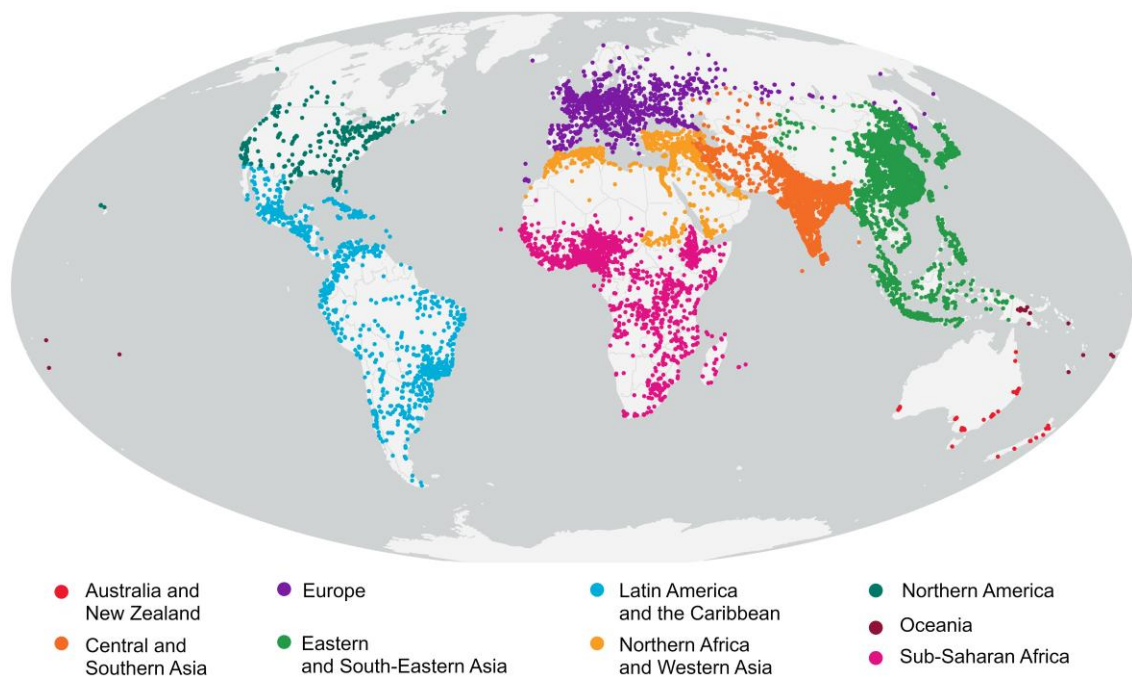 Australia and
New Zealand
Europe
Latin America
and the Caribbean
Northern America
Central and
Southern Asia
Eastern
and South-Eastern Asia
Northern Africa
and Western Asia
Oceania
Sub-Saharan Africa